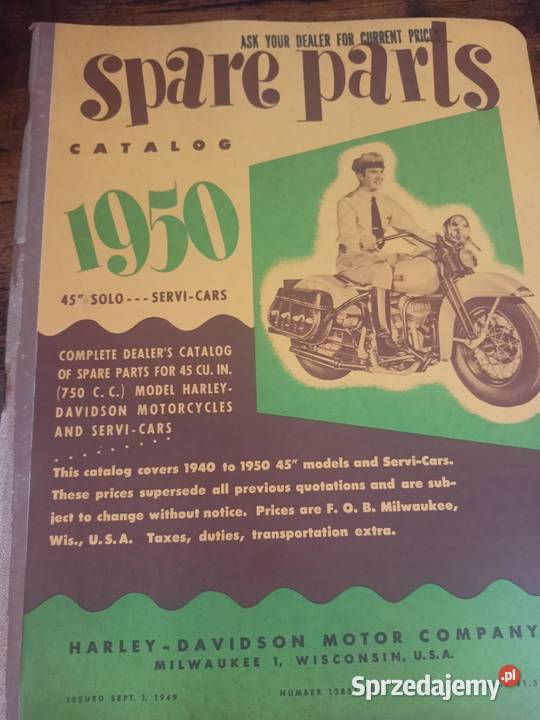 ASK YOUR DEALER FOR CURRENT PRICES
spare parts
CATALOG
1950
45" SOLO --- SERVI-CARS
COMPLETE DEALER'S CATALOG
OF SPARE PARTS FOR 45 CU. IN.
(750 C. C.) MODEL HARLEY-
DAVIDSON MOTORCYCLES
AND SERVI-CARS
This catalog covers 1940 to 1950 45" models and Servi-Cars.
These prices supersede all previous quotations and are sub-
ject to change without notice. Prices are F. O. B. Milwaukee,
Wis., U. S. A. Taxes, duties, transportation extra.
HARLEY-DAVIDSON MOTOR COMPANY
MILWAUKEE 1, WISCONSIN, U.S.A.
ISSUED SEPT. 1, 1949
NUMBER
Sprzedajemy.pl